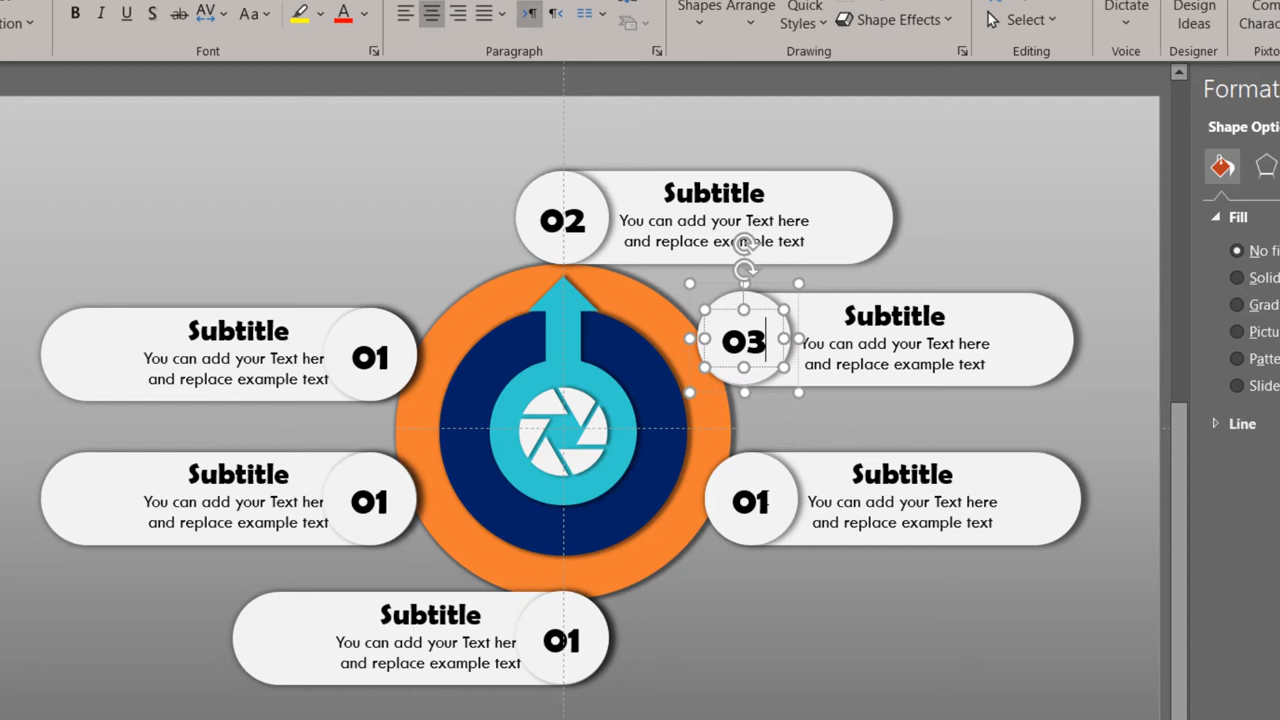 B I U S ab AV Aa A
Shapes Arrange Quick Styles Shape Effects
Select
Dictate
Design Ideas
Font
Paragraph
Drawing
Editing
Voice
Designer
Format
Shape Opti
Fill
No fi
Solid
Grad
Pictu
Patte
Slide
Line
02
Subtitle
You can add your Text here
and replace example text
03
Subtitle
You can add your Text here
and replace example text
Subtitle
You can add your Text her
and replace example text
01
Subtitle
You can add your Text her
and replace example text
01
01
Subtitle
You can add your Text here
and replace example text
Subtitle
You can add your Text her
and replace example text
01